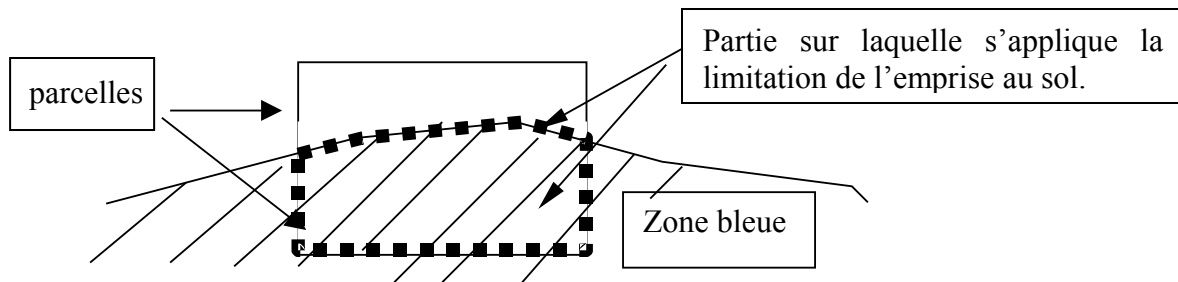 parcelles
Partie sur laquelle s’applique la
limitation de l’emprise au sol.
Zone bleue